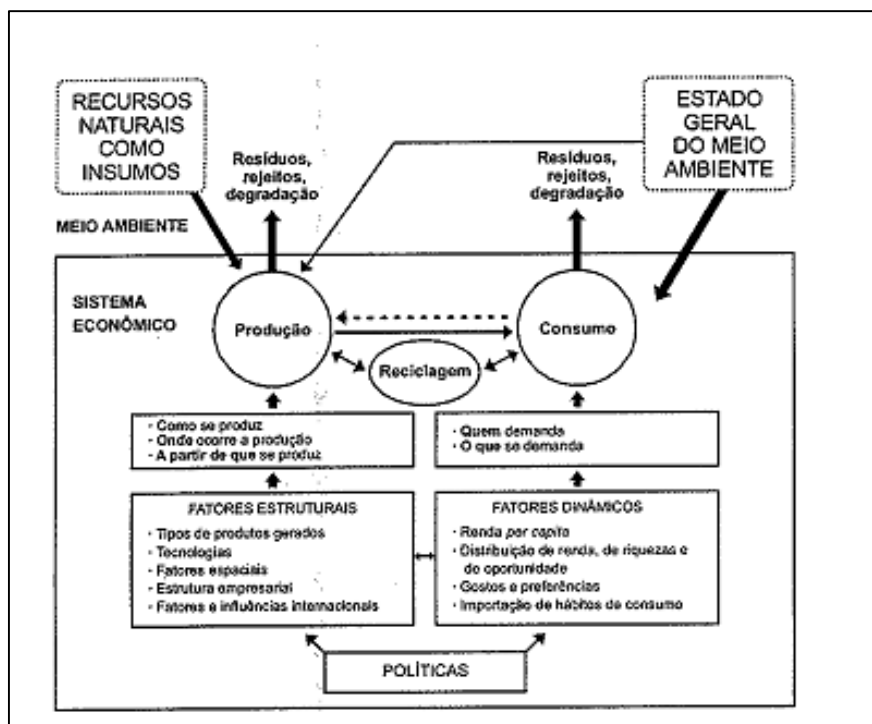 RECURSOS
NATURAIS
COMO
INSUMOS
ESTADO
GERAL
DO MEIO
AMBIENTE
Resíduos,
rejeitos,
degradação
Resíduos,
rejeitos,
degradação
MEIO AMBIENTE
SISTEMA
ECONÔMICO
Produção
Consumo
Reciclagem
· Como se produz
· Onde ocorre a produção
· A partir de que se produz
· Quem demanda
· O que se demanda
FATORES ESTRUTURAIS
· Tipos de produtos gerados
· Tecnologias
· Fatores espaciais
· Estrutura empresarial
· Fatores e influências internacionais
FATORES DINÂMICOS
· Renda per capita
· Distribuição de renda, de riquezas e
de oportunidade
· Gostos e preferências
· Importação de hábitos de consumo
POLÍTICAS